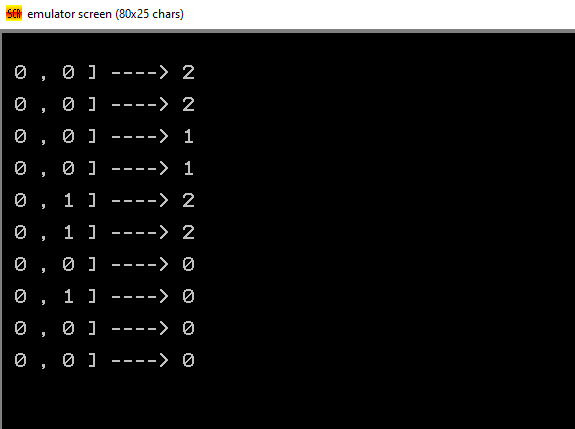 SCR
emulator screen (80x25 chars)
0 , 0 ] ----> 2
0 , 0 ] ----> 2
0 , 0 ] ----> 1
0 , 0 ] ----> 1
0 , 1 ] ----> 2
0 , 1 ] ----> 2
0 , 0 ] ----> 0
0 , 1 ] ----> 0
0 , 0 ] ----> 0
0 , 0 ] ----> 0